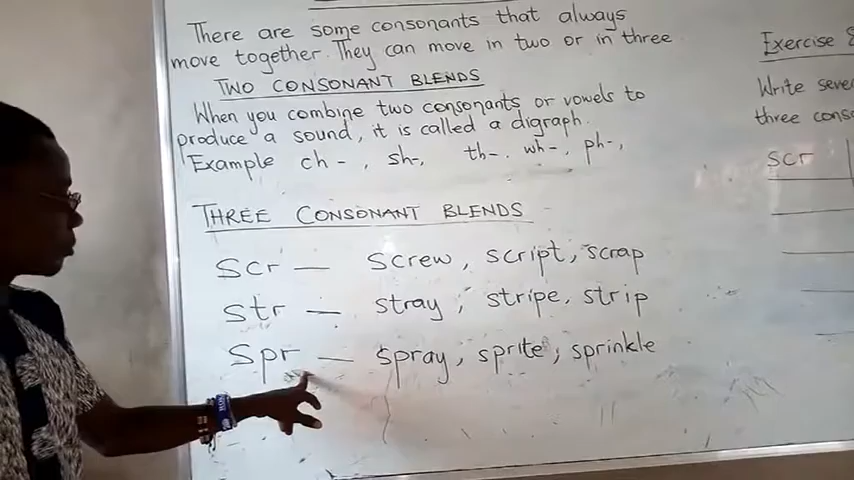 There are some consonants that always
move together. They can move in two or in three
TWO CONSONANT BLENDS
When you combine two consonants or vowels to
produce a sound, it is called a digraph.
Example ch - , sh-, th-. wh-, ph-,
THREE CONSONANT BLENDS
Scr — screw, script, scrap
str — stray, stripe, strip
Spr — spray, sprite, sprinkle
Exercise
Write
three
scr